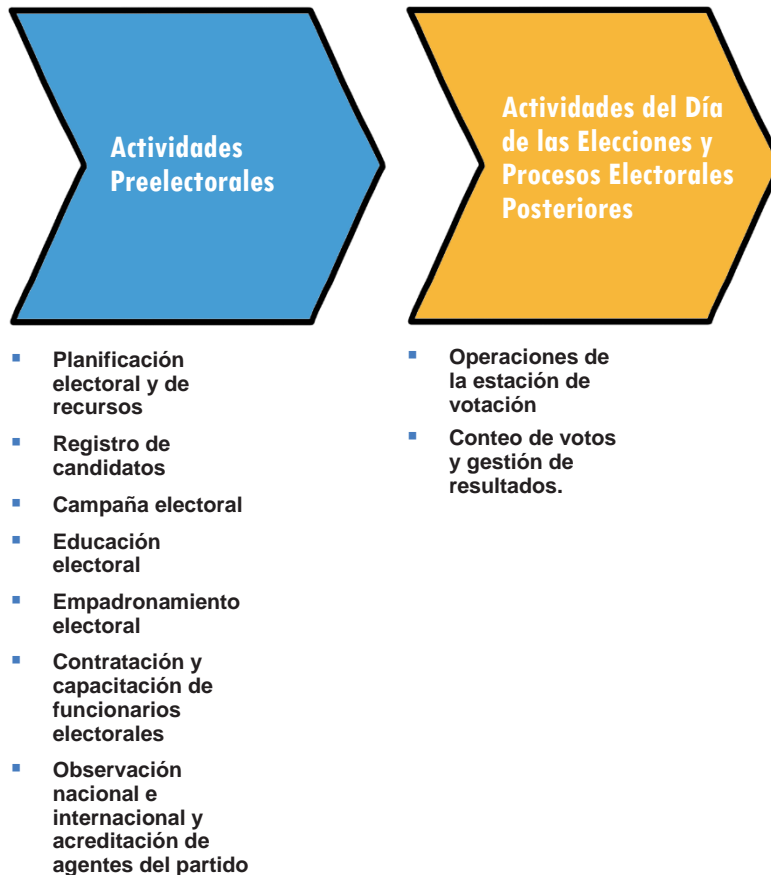 Actividades
Preelectorales
Planificación
electoral y de
recursos
Registro de
candidatos
Campaña electoral
Educación
electoral
Empadronamiento
electoral
Contratación y
capacitación de
funcionarios
electorales
Observación
nacional e
internacional y
acreditación de
agentes del partido
Actividades del Día
de las Elecciones y
Procesos Electorales
Posteriores
Operaciones de
la estación de
votación
Conteo de votos
y gestión de
resultados.